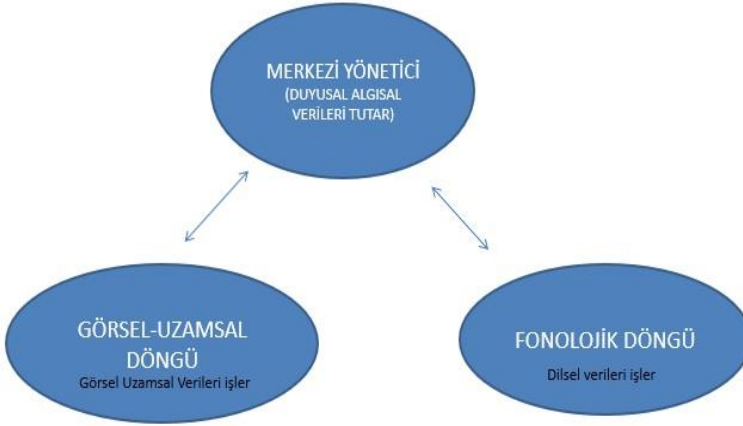 MERKEZİ YÖNETİCİ
(DUYUSAL ALGISAL
VERİLERİ TUTAR)
GÖRSEL-UZAMSAL
DÖNGÜ
Görsel Uzamsal Verileri işler
FONOLOJİK DÖNGÜ
Dilsel verileri işler